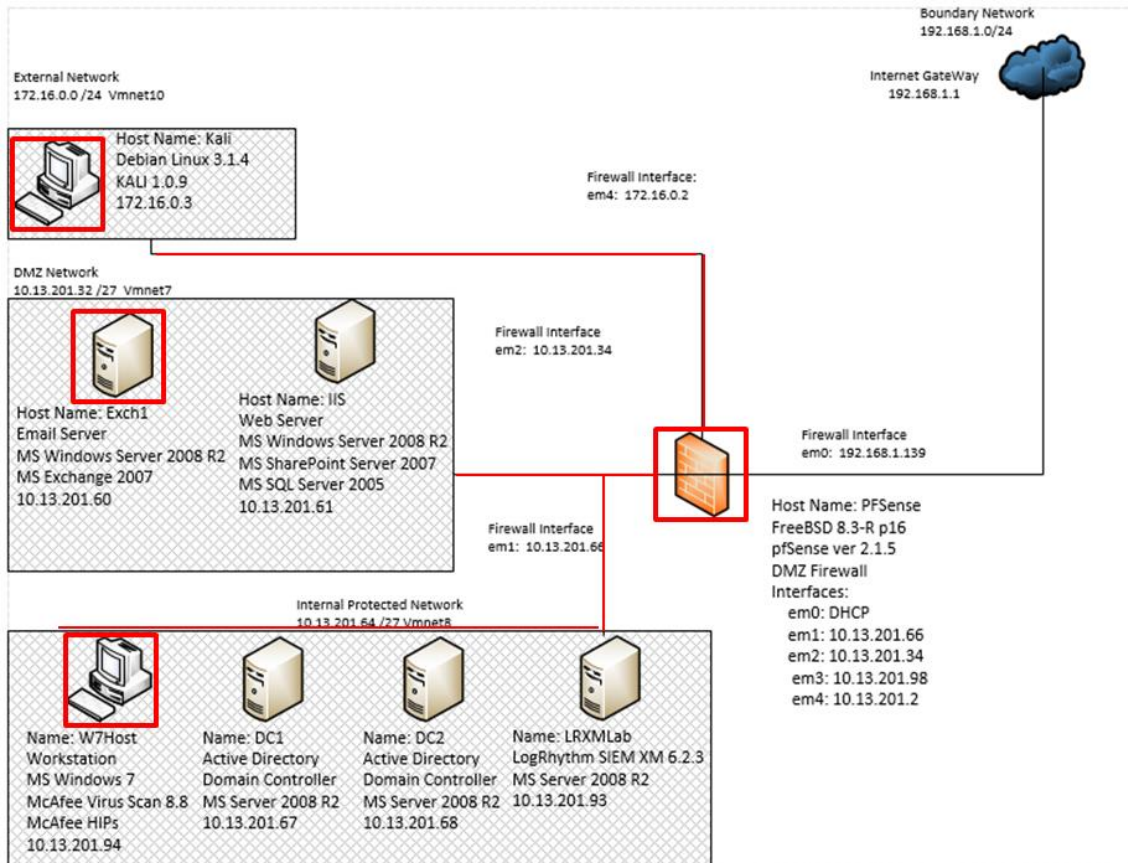 Boundary Network
192.168.1.0/24
Internet GateWay
192.168.1.1
External Network
172.16.0.0 /24 Vmnet10
Host Name: Kali
Debian Linux 3.1.4
KALI 1.0.9
172.16.0.3
Firewall Interface:
em4: 172.16.0.2
DMZ Network
10.13.201.32 /27 Vmnet7
Host Name: Exch1
Email Server
MS Windows Server 2008 R2
MS Exchange 2007
10.13.201.60
Host Name: IIS
Web Server
MS Windows Server 2008 R2
MS SharePoint Server 2007
MS SQL Server 2005
10.13.201.61
Firewall Interface
em2: 10.13.201.34
Firewall Interface
em0: 192.168.1.139
Firewall Interface
em1: 10.13.201.66
Host Name: PFSense
FreeBSD 8.3-R p16
pfSense ver 2.1.5
DMZ Firewall
Interfaces:
em0: DHCP
em1: 10.13.201.66
em2: 10.13.201.34
em3: 10.13.201.98
em4: 10.13.201.2
Internal Protected Network
10.13.201.64 /27 Vmnet8
Name: W7Host
Workstation
MS Windows 7
McAfee Virus Scan 8.8
McAfee HIPs
10.13.201.94
Name: DC1
Active Directory
Domain Controller
MS Server 2008 R2
10.13.201.67
Name: DC2
Active Directory
Domain Controller
MS Server 2008 R2
10.13.201.68
Name: LRXMLab
LogRhythm SIEM XM 6.2.3
MS Server 2008 R2
10.13.201.93